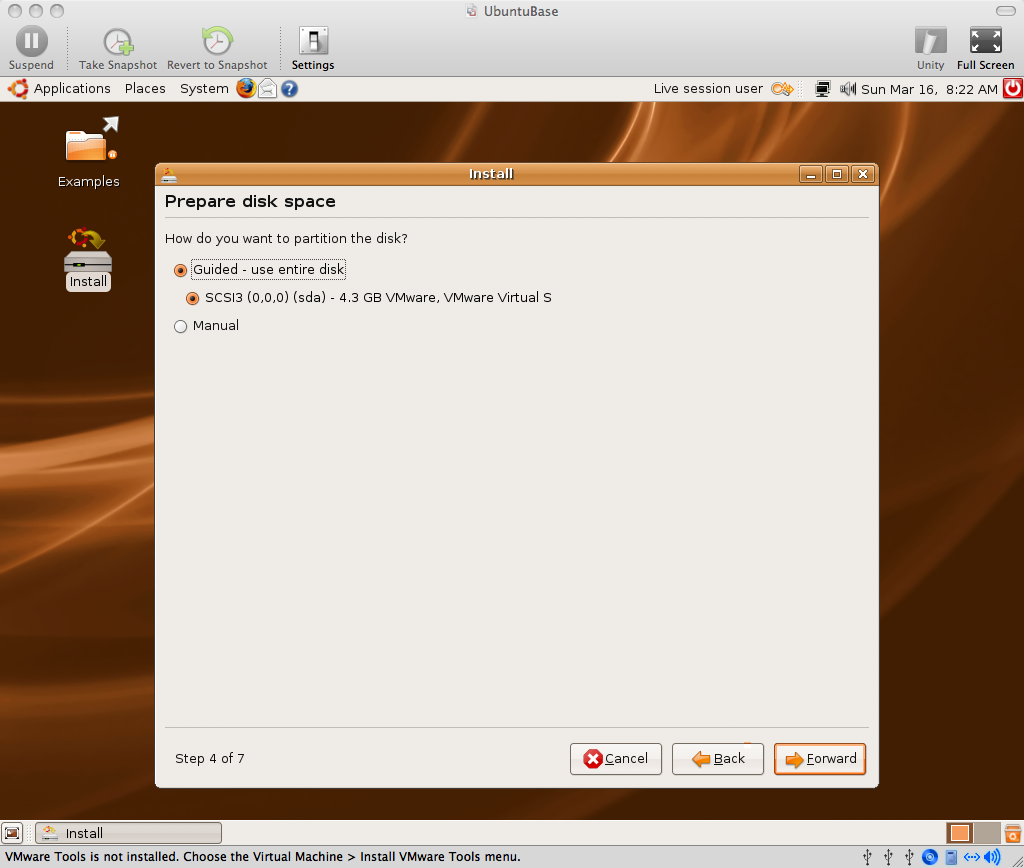 UbuntuBase
Suspend
Take Snapshot
Revert to Snapshot
Settings
Unity
Full Screen
Applications Places System
Live session user
Sun Mar 16, 8:22 AM
Examples
Install
Install
Prepare disk space
How do you want to partition the disk?
Guided - use entire disk
SCSI3 (0,0,0) (sda) - 4.3 GB VMware, VMware Virtual S
Manual
Step 4 of 7
Cancel
Back
Forward
Install
VMware Tools is not installed. Choose the Virtual Machine > Install VMware Tools menu.